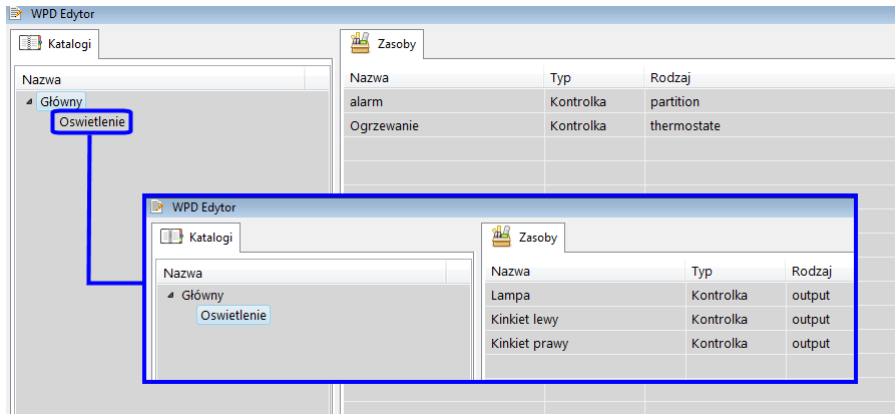 WPD Edytor
Katalogi
Zasoby
Nazwa
Nazwa Typ Rodzaj
Główny
alarm Kontrolka partition
Oswietlenie
Ogrzewanie Kontrolka thermostate
WPD Edytor
Katalogi
Zasoby
Nazwa
Nazwa Typ Rodzaj
Główny
Lampa Kontrolka output
Oswietlenie
Kinkiet lewy Kontrolka output
Kinkiet prawy Kontrolka output